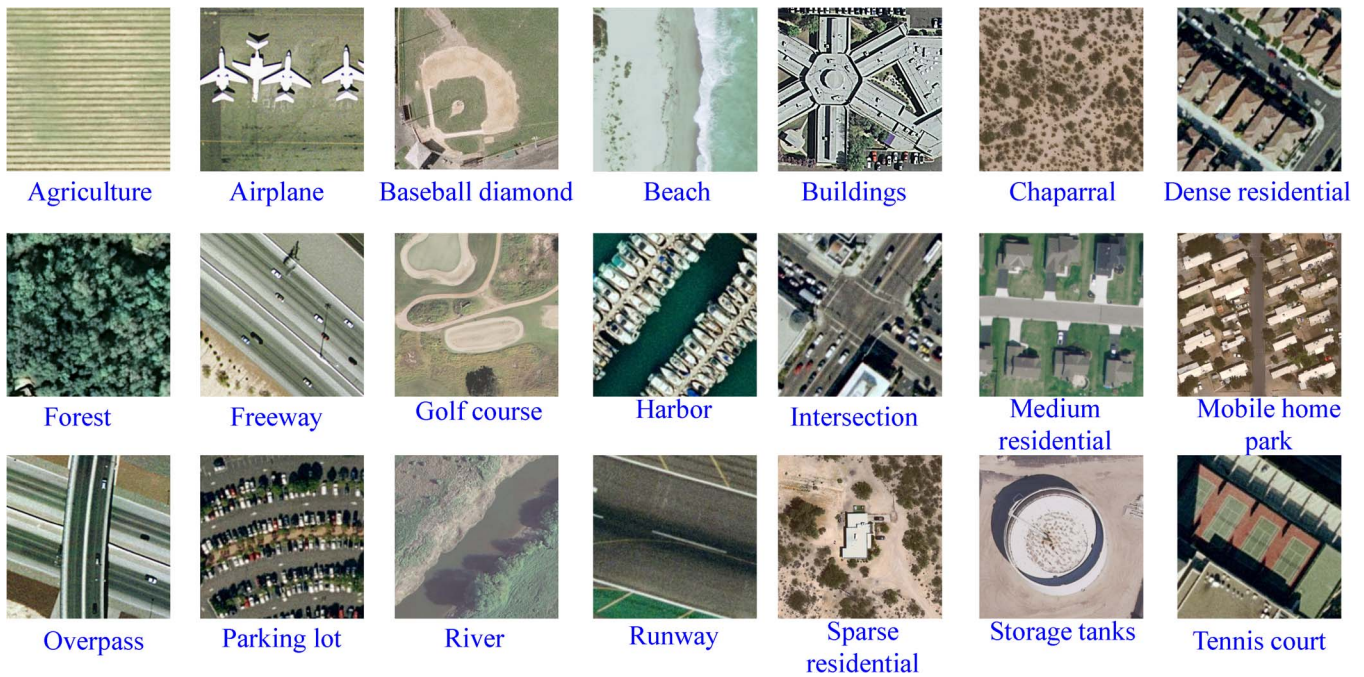 Agriculture
Airplane
Baseball diamond
Beach
Buildings
Chaparral
Dense residential
Forest
Freeway
Golf course
Harbor
Intersection
Medium
residential
Mobile home
park
Overpass
Parking lot
River
Runway
Sparse
residential
Storage tanks
Tennis court